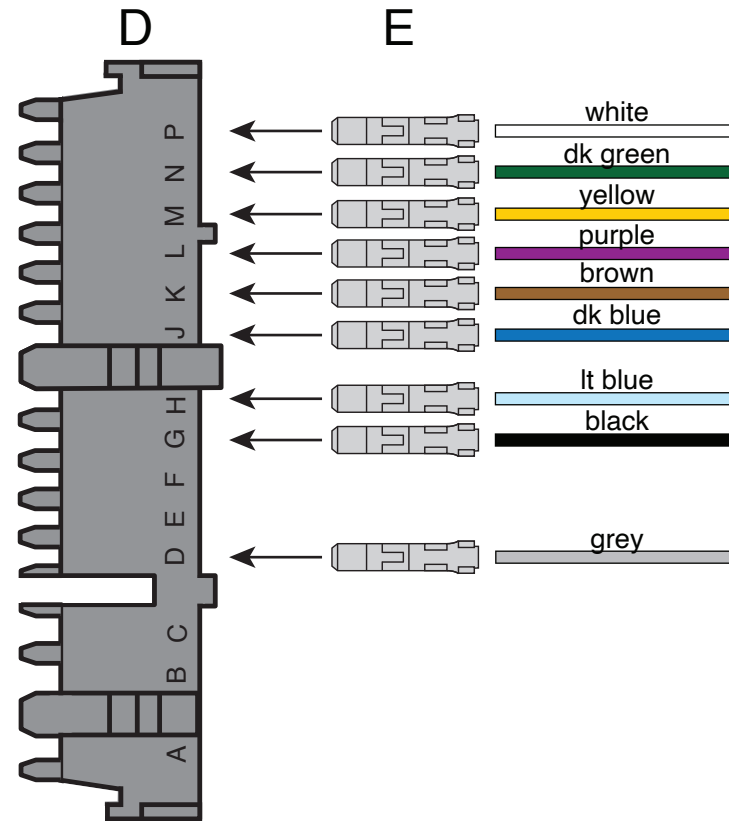 D E
P white
N dk green
M yellow
L purple
K brown
J dk blue
H lt blue
G black
F
E
D grey
C
B
A